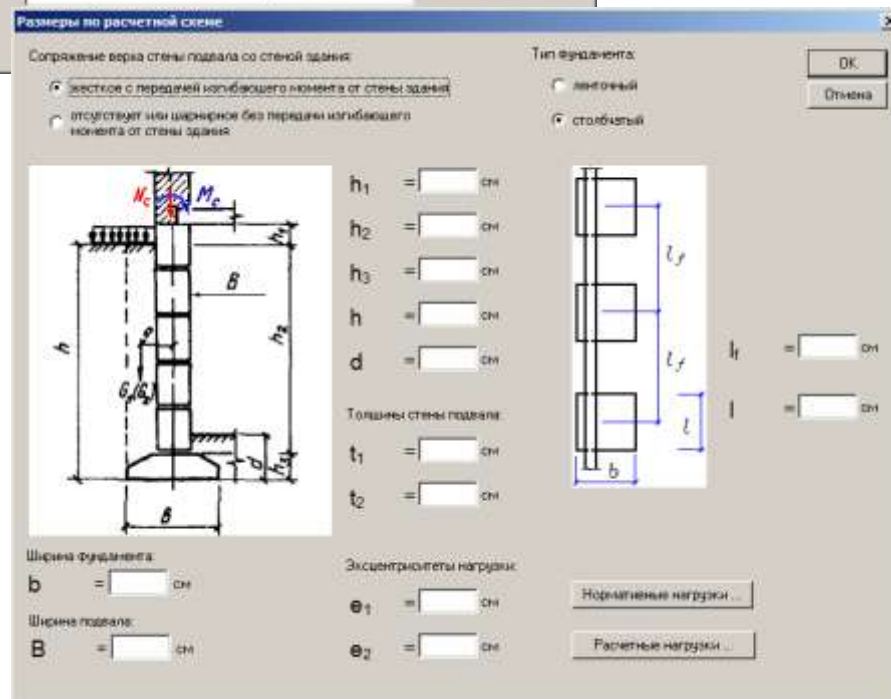 Размеры по расчетной схеме
Сопряжение верха стены подвала со стеной здания:
жесткое с передачей изгибающего момента от стены здания
отсутствует или шарнирное без передачи изгибающего
момента от стены здания
Тип фундамента:
ленточный
столбчатый
OK
Отмена
Nc Mc
h1
B
h
h2
e
d
h3
в
h1 = см
h2 = см
h3 = см
h = см
d = см
Толщины стены подвала:
t1 = см
t2 = см
lf
lf
l
b
lf = см
l = см
Ширина фундамента:
b = см
Ширина подвала:
B = см
Эксцентриситеты нагрузки:
e1 = см
e2 = см
Нормативные нагрузки ...
Расчетные нагрузки ...